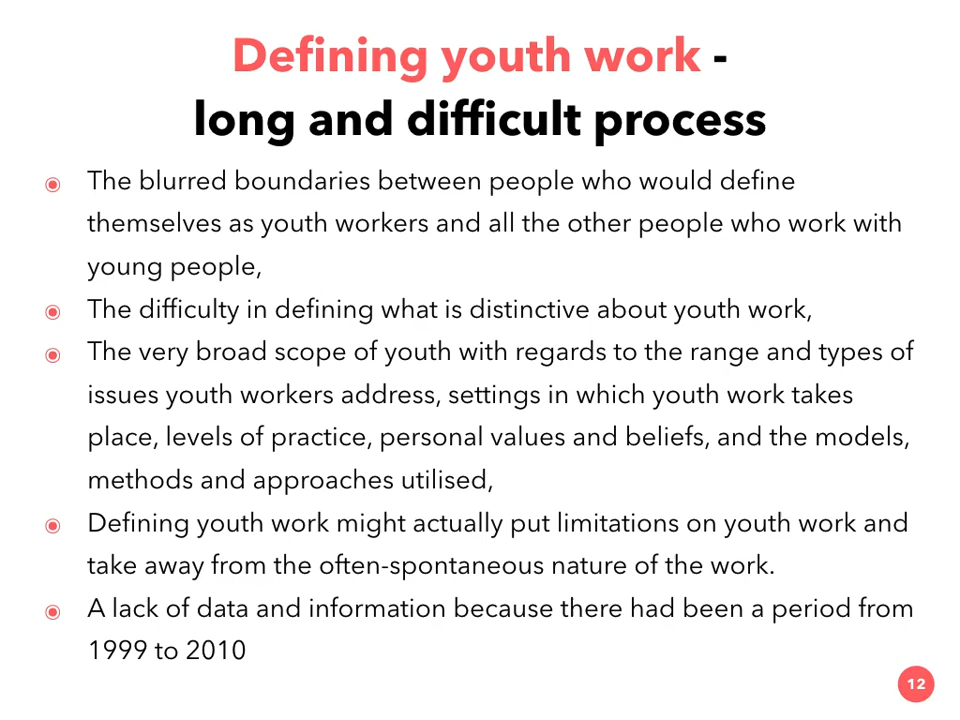 Defining youth work -
long and difficult process
◉ The blurred boundaries between people who would define
themselves as youth workers and all the other people who work with
young people,
◉ The difficulty in defining what is distinctive about youth work,
◉ The very broad scope of youth with regards to the range and types of
issues youth workers address, settings in which youth work takes
place, levels of practice, personal values and beliefs, and the models,
methods and approaches utilised,
◉ Defining youth work might actually put limitations on youth work and
take away from the often-spontaneous nature of the work.
◉ A lack of data and information because there had been a period from
1999 to 2010
12